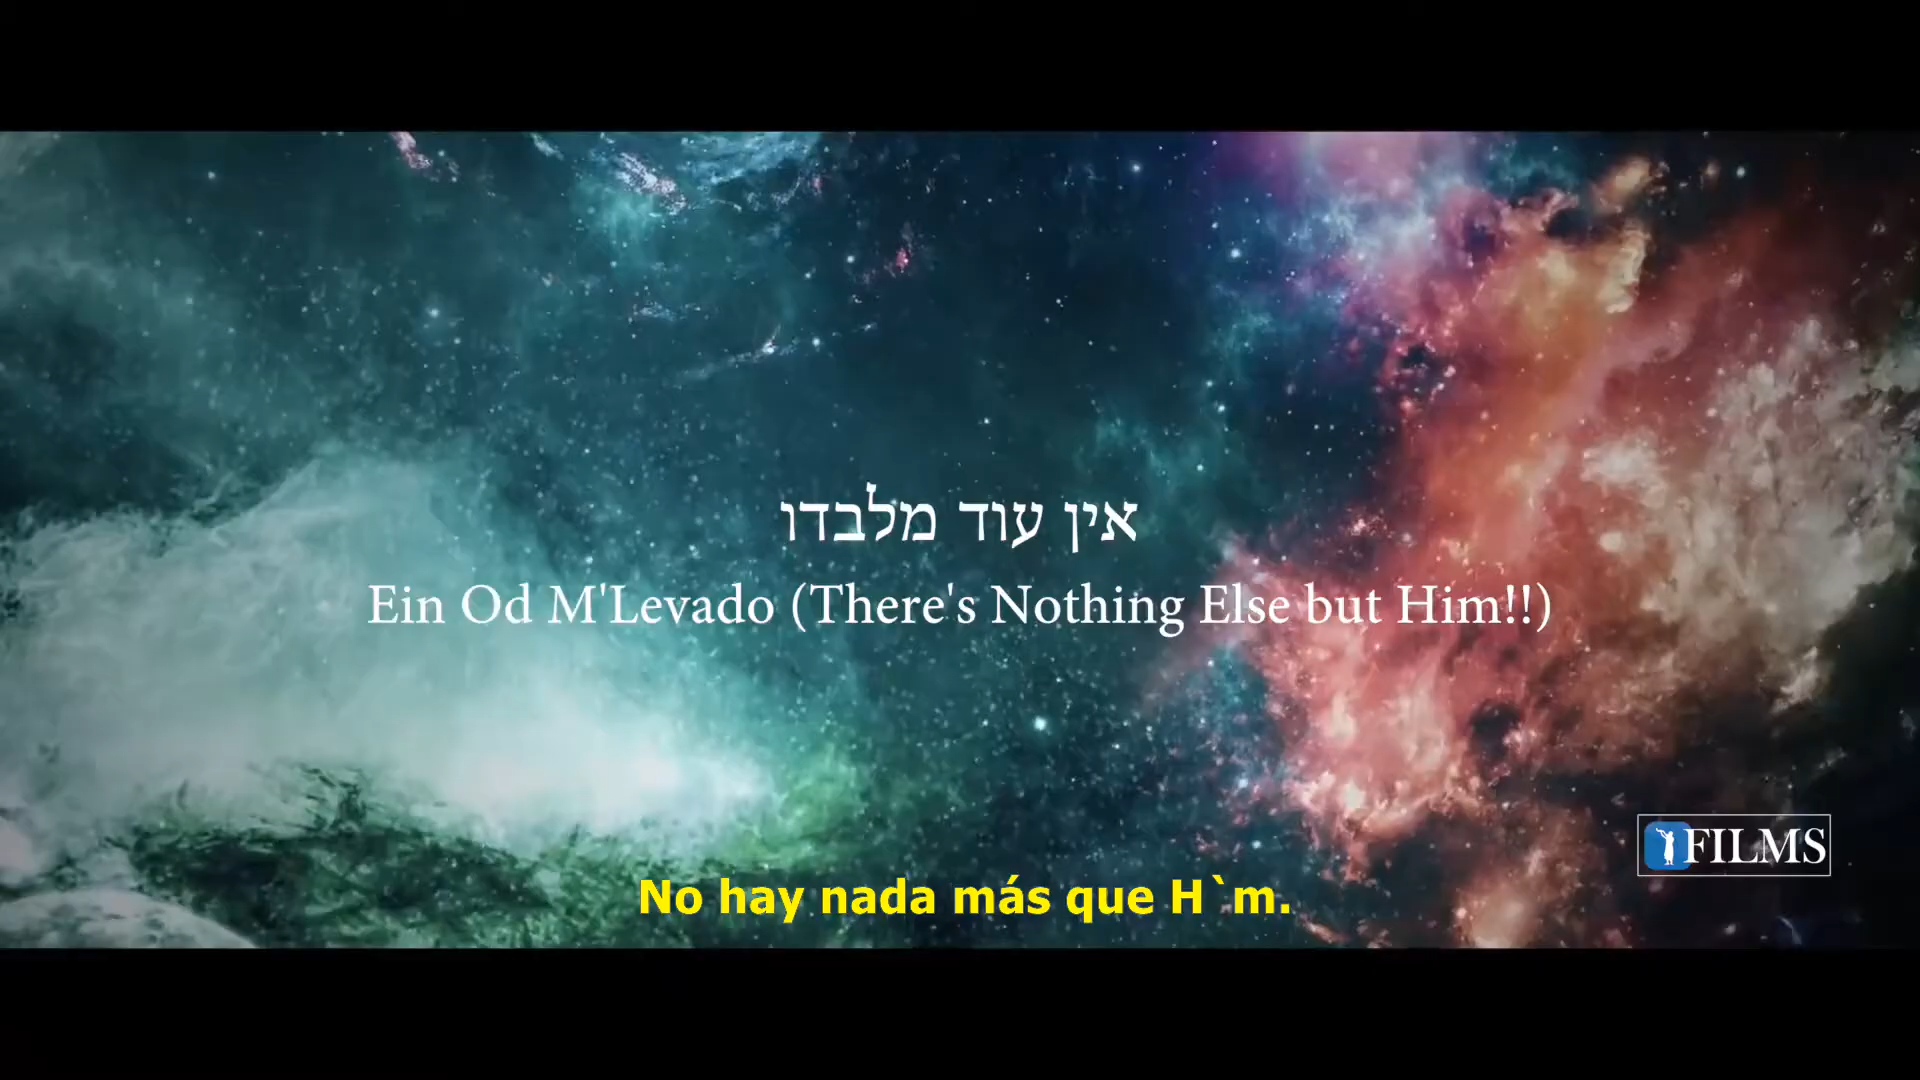 אין עוד מלבדו
Ein Od M'Levado (There's Nothing Else but Him!!)
FILMS
No hay nada más que H`m.